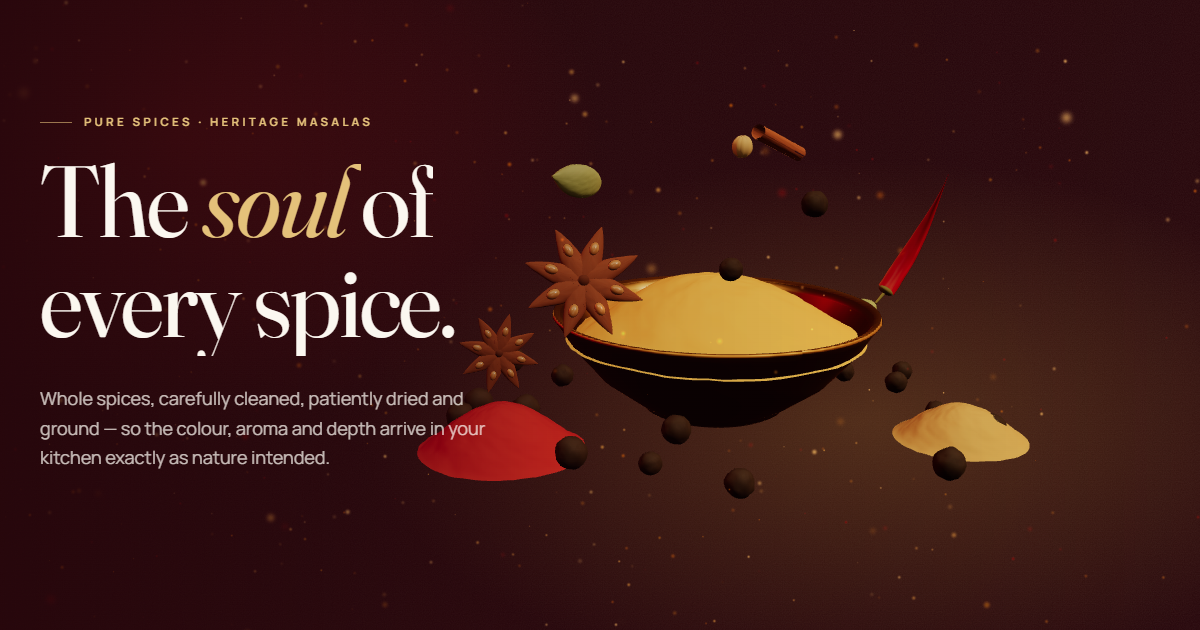 PURE SPICES · HERITAGE MASALAS
The soul of
every spice.
Whole spices, carefully cleaned, patiently dried and
ground — so the colour, aroma and depth arrive in your
kitchen exactly as nature intended.